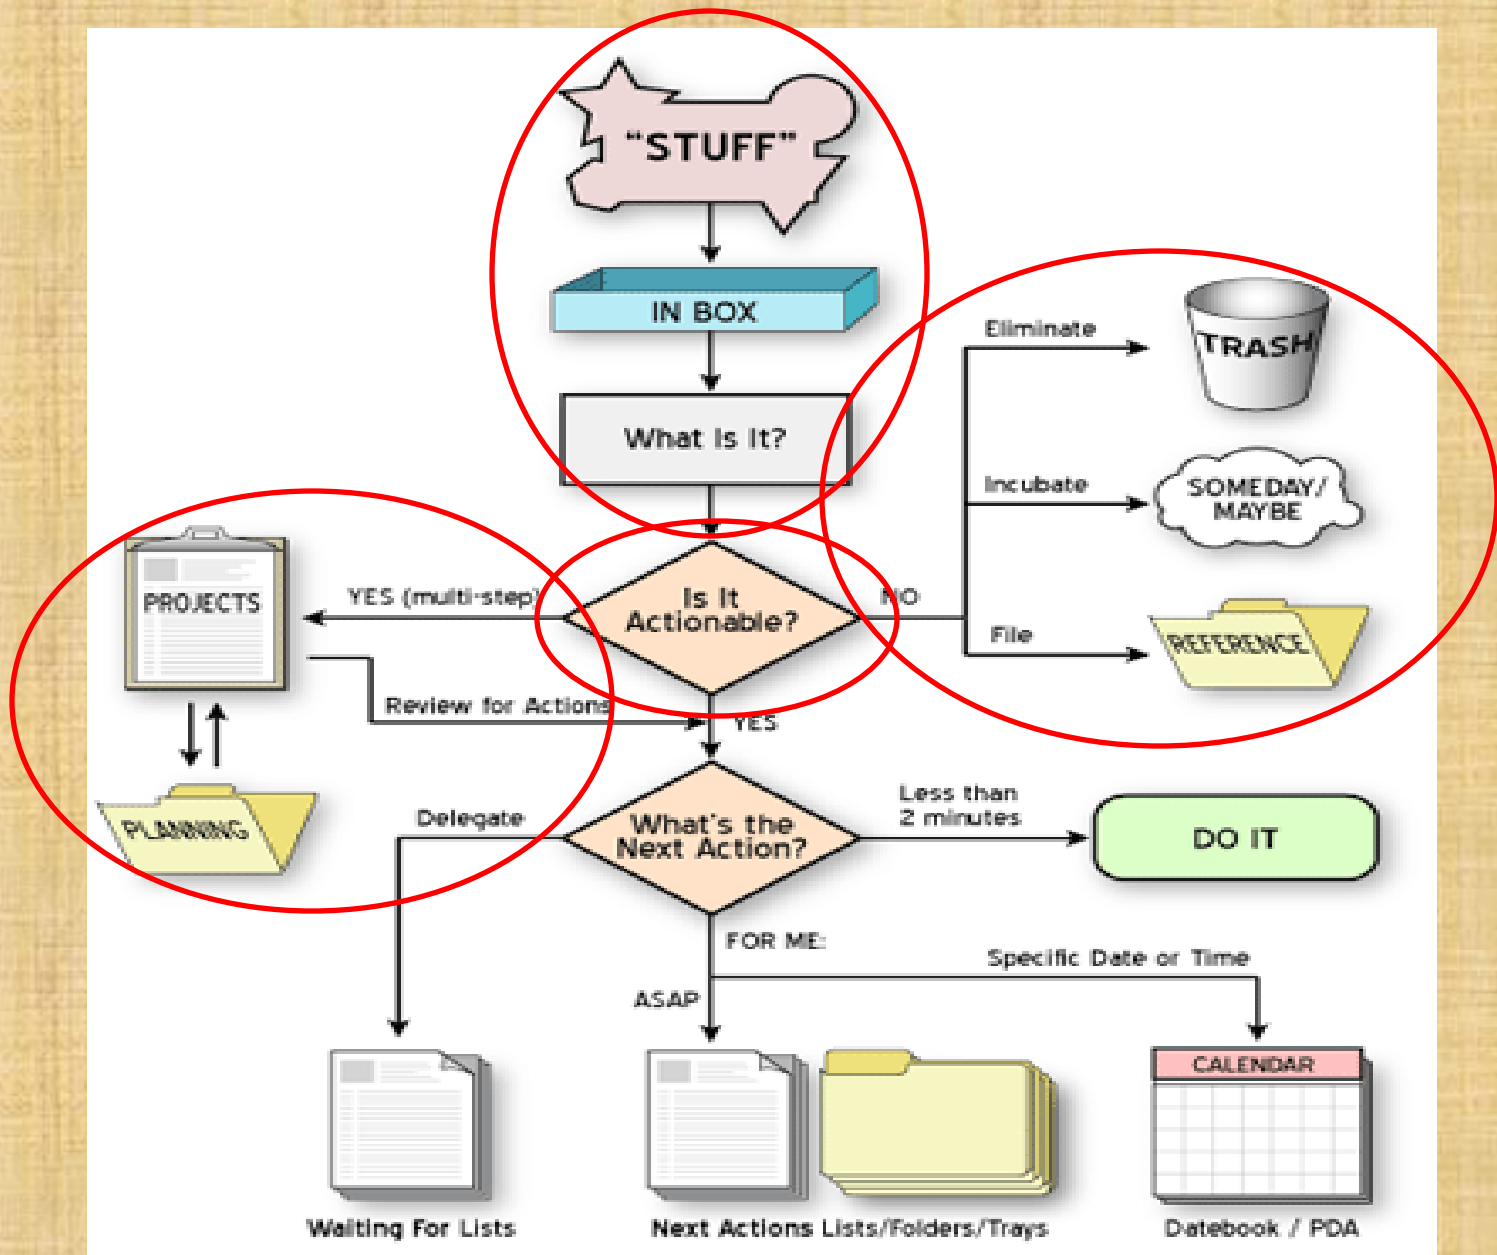 “STUFF”
IN BOX
What Is It?
Eliminate
TRASH
Incubate
SOMEDAY/
MAYBE
File
REFERENCE
Is It
Actionable?
NO
YES (multi-step)
PROJECTS
Review for Actions
YES
PLANNING
What's the
Next Action?
Less than
2 minutes
DO IT
Delegate
FOR ME:
Specific Date or Time
ASAP
CALENDAR
Waiting For Lists
Next Actions Lists/Folders/Trays
Datebook / PDA